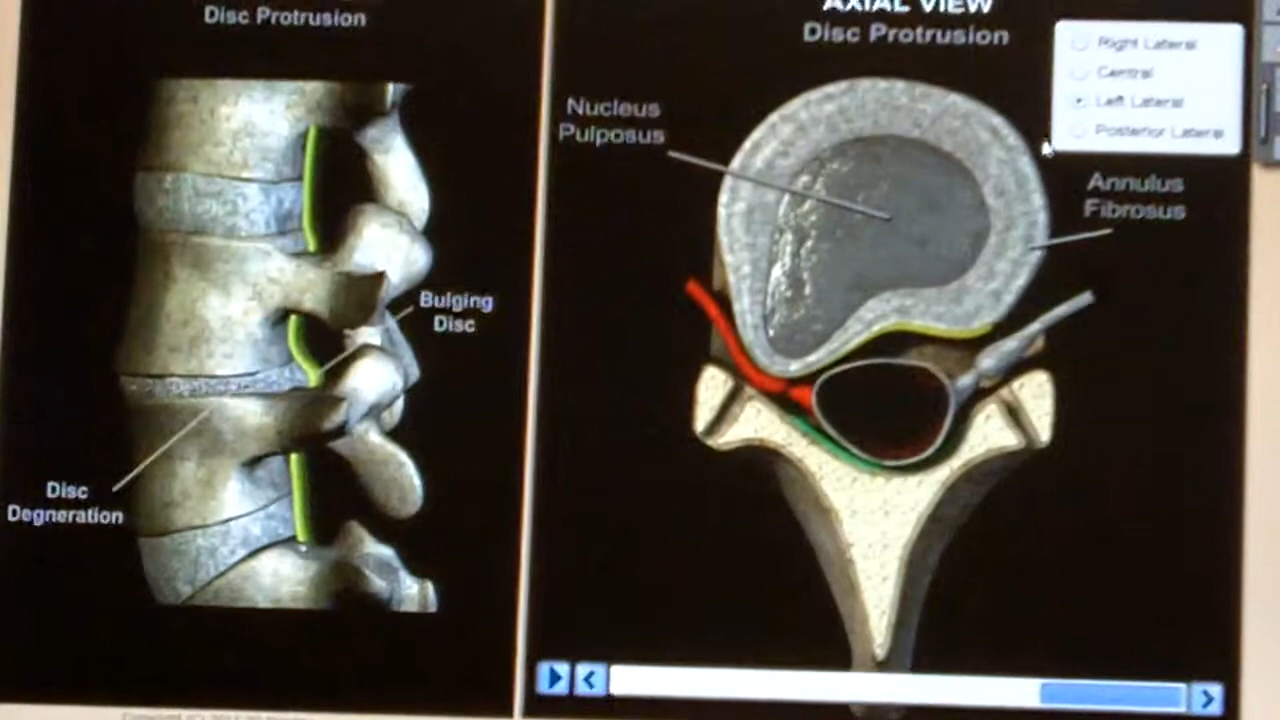 Disc Protrusion
Bulging
Disc
Disc
Degneration
AXIAL VIEW
Disc Protrusion
Nucleus
Pulposus
Right Lateral
Central
Left Lateral
Posterior Lateral
Annulus
Fibrosus